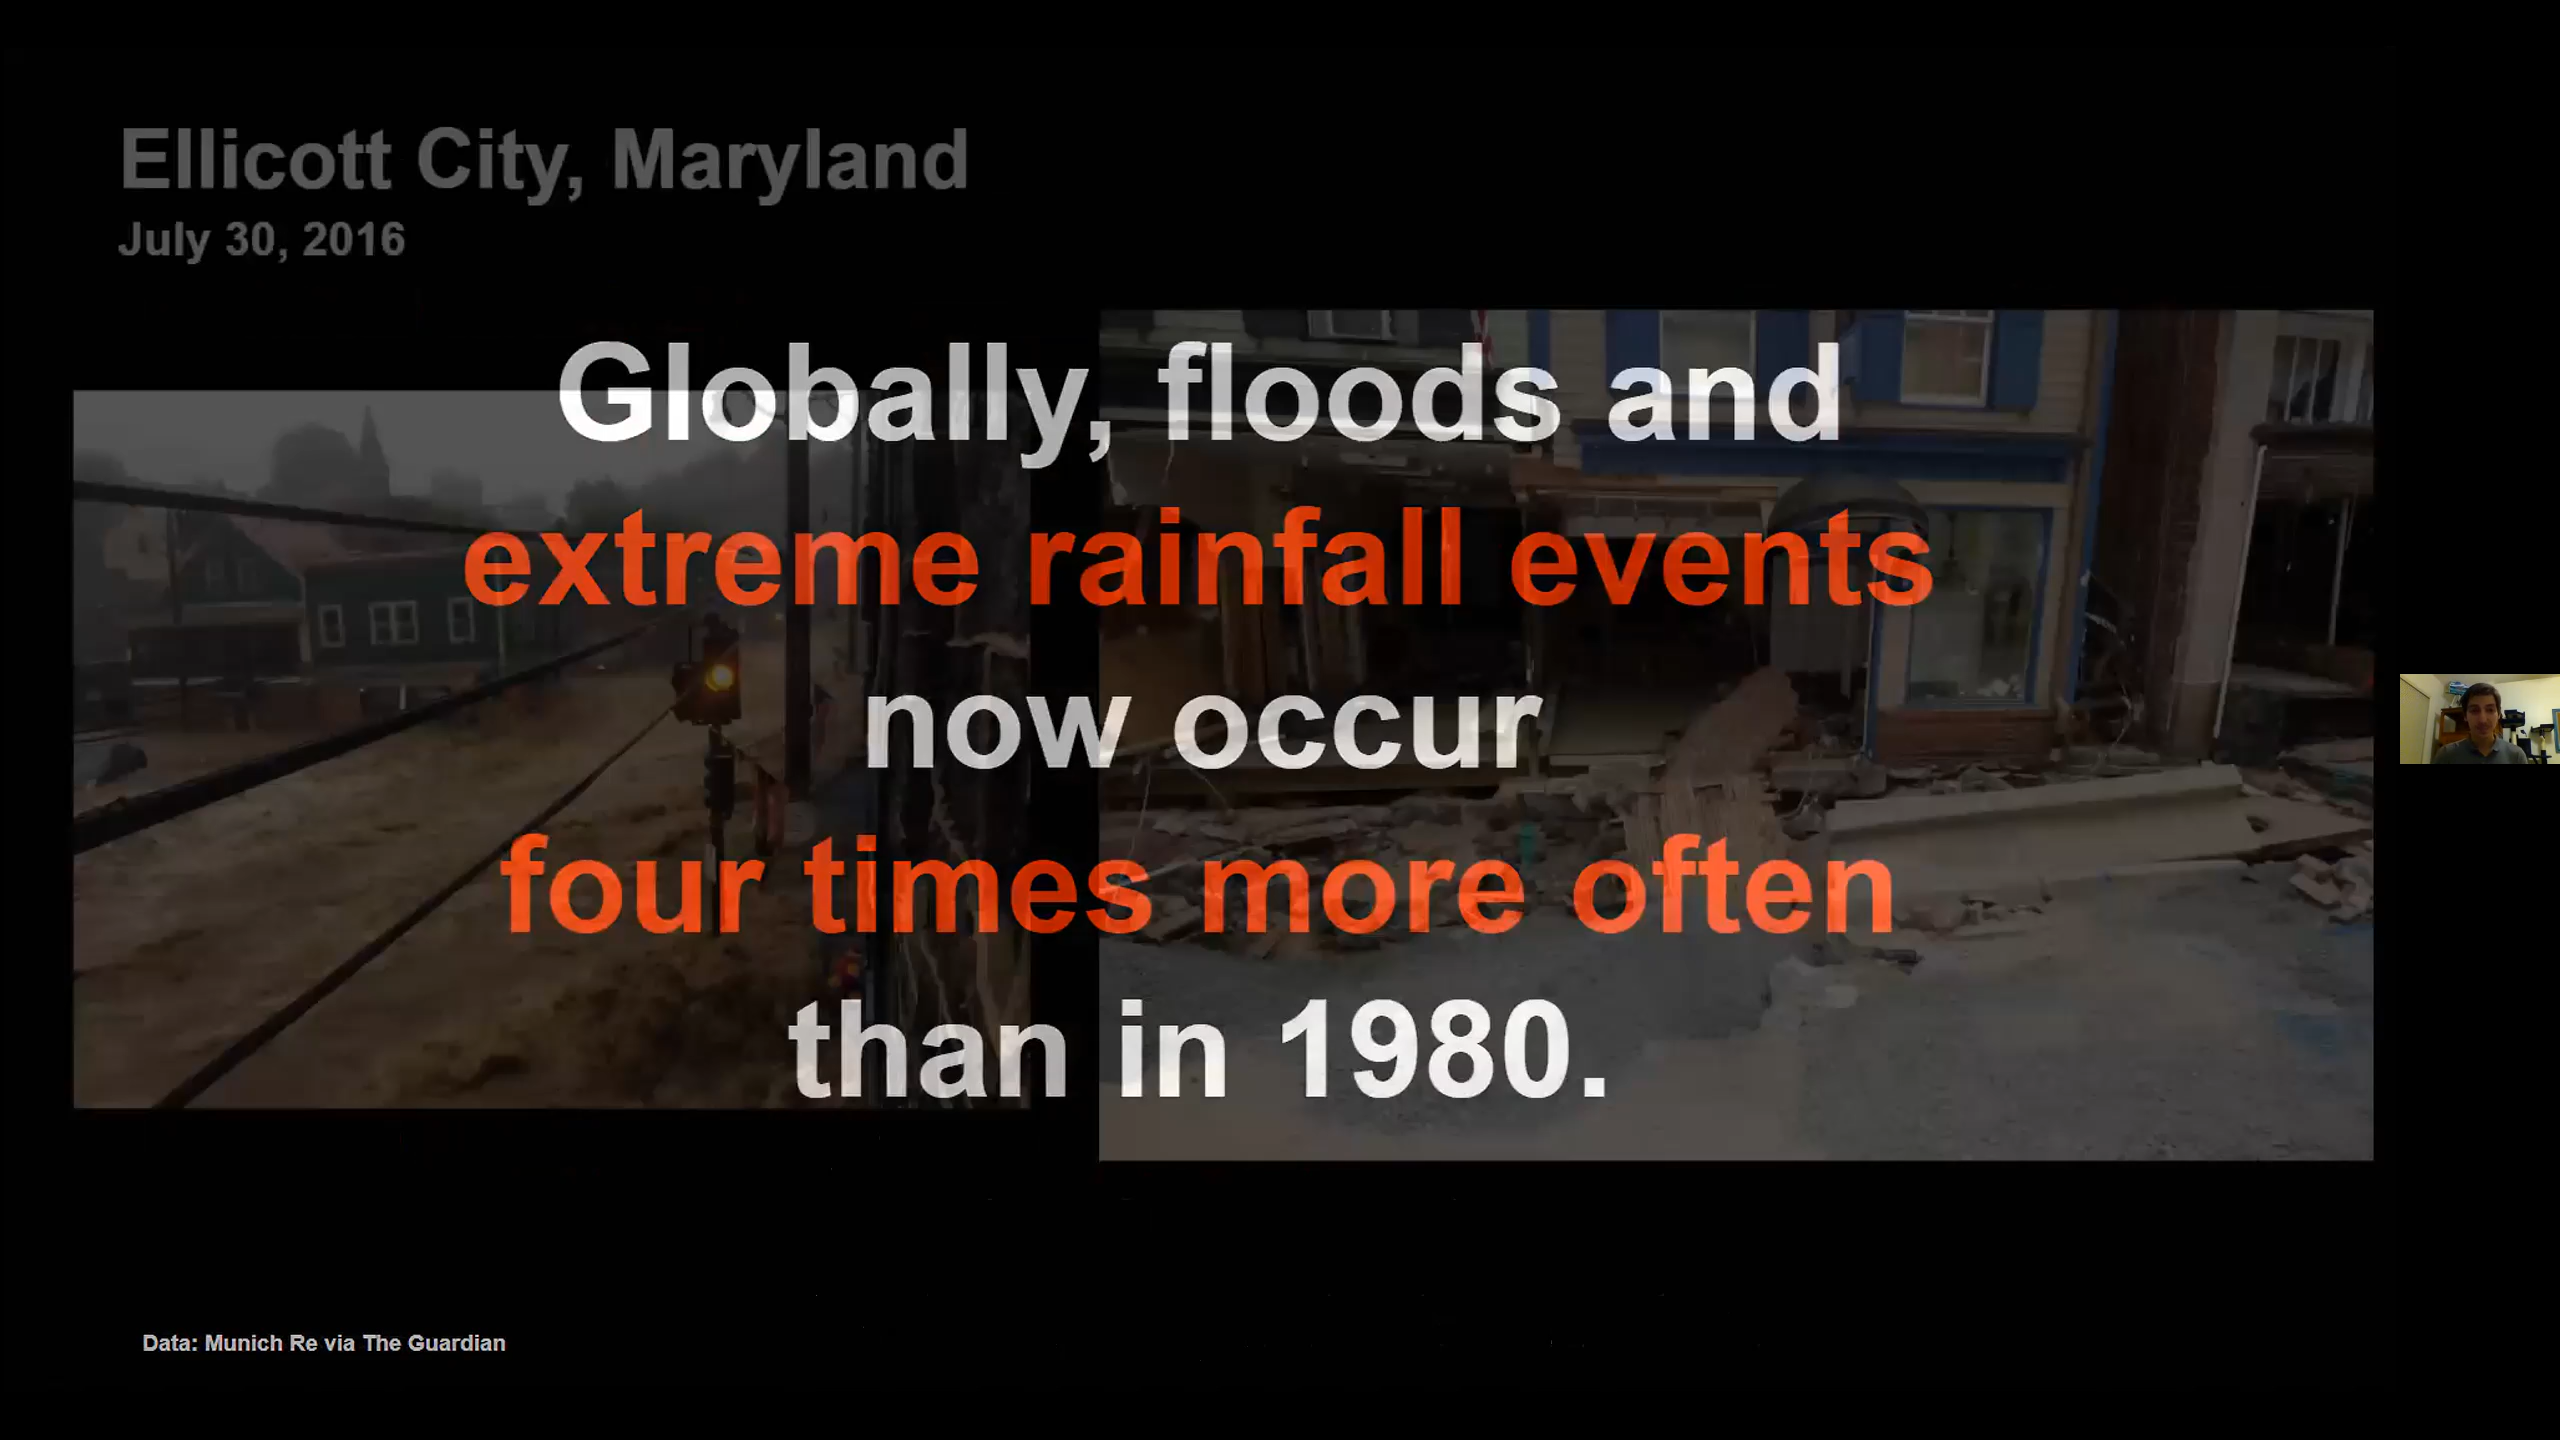 Ellicott City, Maryland
July 30, 2016
Globally, floods and
extreme rainfall events
now occur
four times more often
than in 1980.
Data: Munich Re via The Guardian